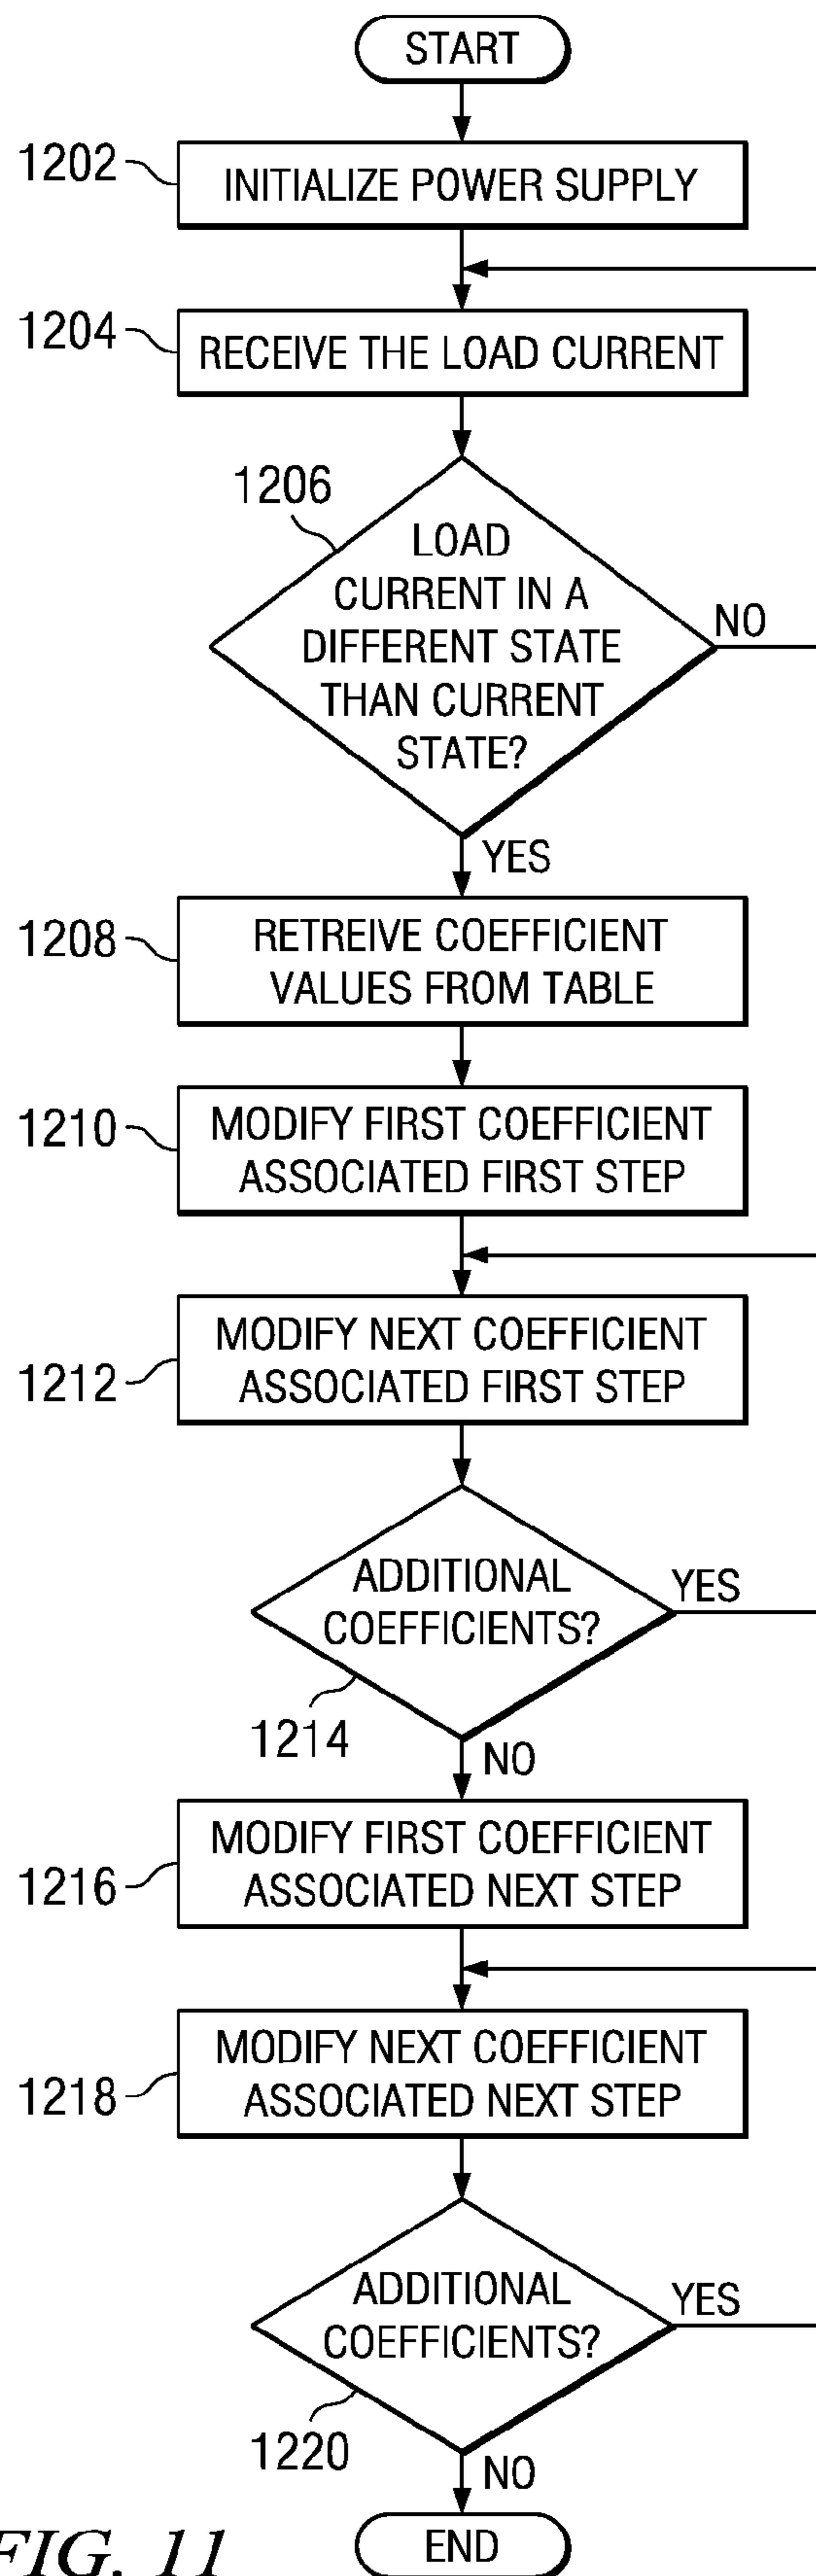 START
1202
INITIALIZE POWER SUPPLY
1204
RECEIVE THE LOAD CURRENT
1206
LOAD
CURRENT IN A
DIFFERENT STATE
THAN CURRENT
STATE?
NO
YES
1208
RETREIVE COEFFICIENT
VALUES FROM TABLE
1210
MODIFY FIRST COEFFICIENT
ASSOCIATED FIRST STEP
1212
MODIFY NEXT COEFFICIENT
ASSOCIATED FIRST STEP
ADDITIONAL
COEFFICIENTS?
YES
1214
NO
1216
MODIFY FIRST COEFFICIENT
ASSOCIATED NEXT STEP
1218
MODIFY NEXT COEFFICIENT
ASSOCIATED NEXT STEP
ADDITIONAL
COEFFICIENTS?
YES
1220
NO
END
FIG. 11